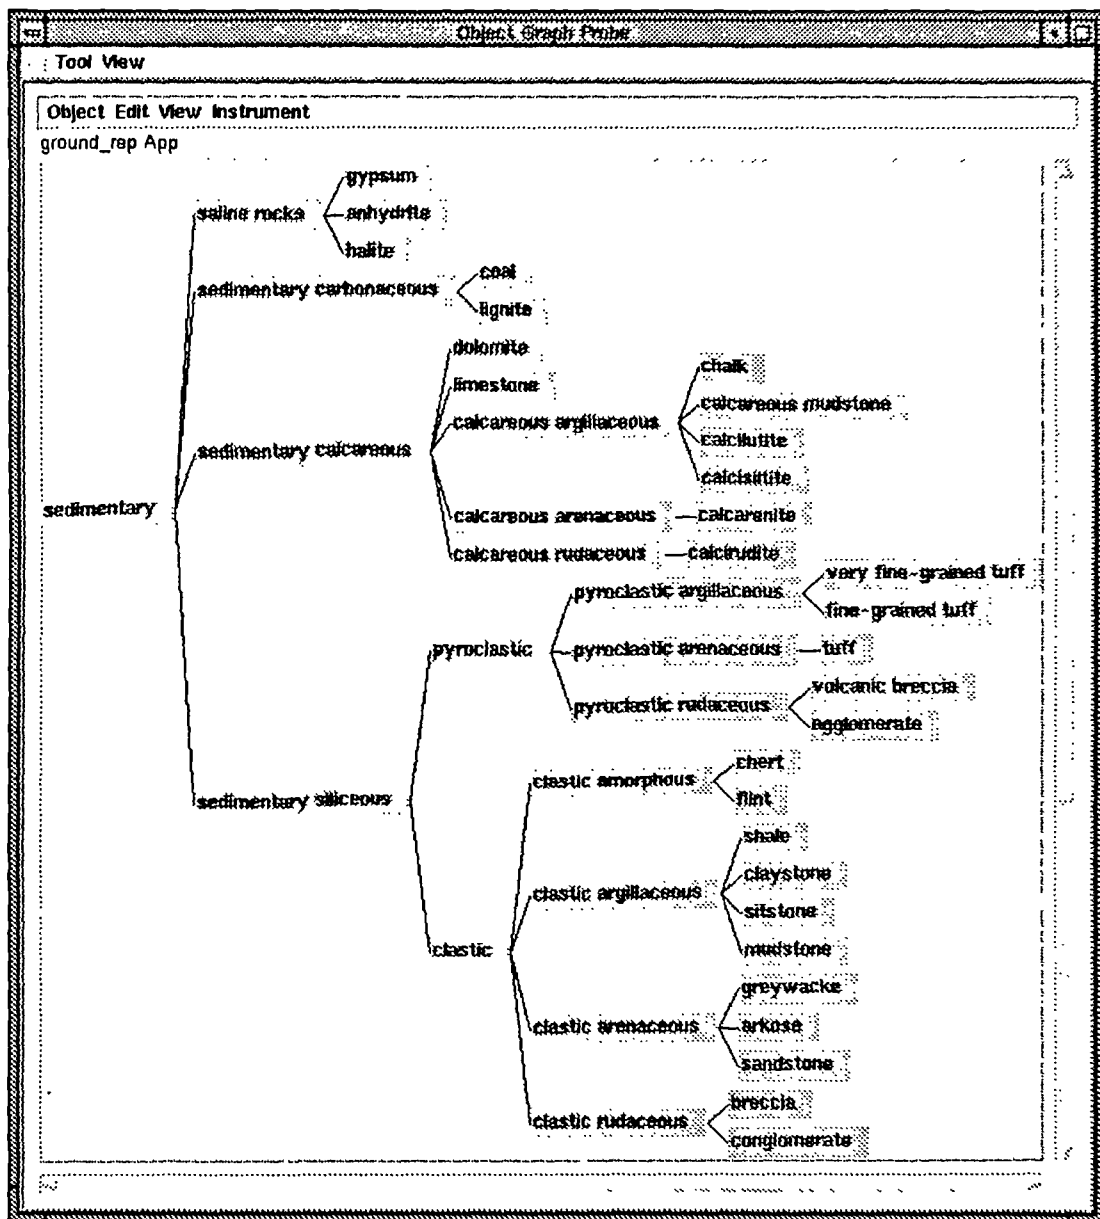 Object Graph Probe
Tool View
Object Edit View Instrument
ground_rep App
gypsum
saline rocks
anhydrite
halite
coal
sedimentary carbonaceous
lignite
dolomite
chalk
limestone
calcareous mudstone
calcareous argillaceous
calcilutite
sedimentary calcareous
calcisiltite
sedimentary
calcareous arenaceous
calcarenite
calcareous rudaceous
calcirudite
very fine-grained tuff
pyroclastic argillaceous
fine-grained tuff
pyroclastic
pyroclastic arenaceous
tuff
volcanic breccia
pyroclastic rudaceous
agglomerate
chert
clastic amorphous
flint
sedimentary siliceous
shale
claystone
clastic argillaceous
siltstone
clastic
mudstone
greywacke
clastic arenaceous
arkose
sandstone
breccia
clastic rudaceous
conglomerate